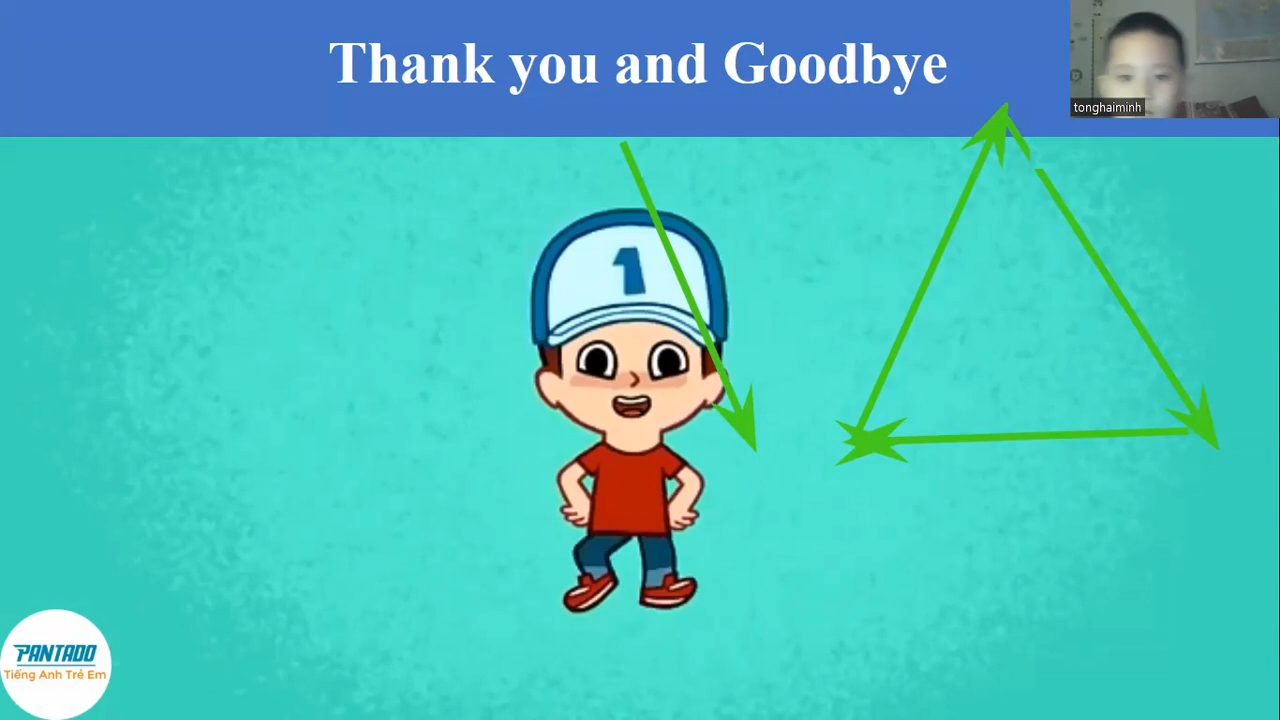 Thank you and Goodbye
tonghaiminh
1
PANTADO
Tiếng Anh Trẻ Em